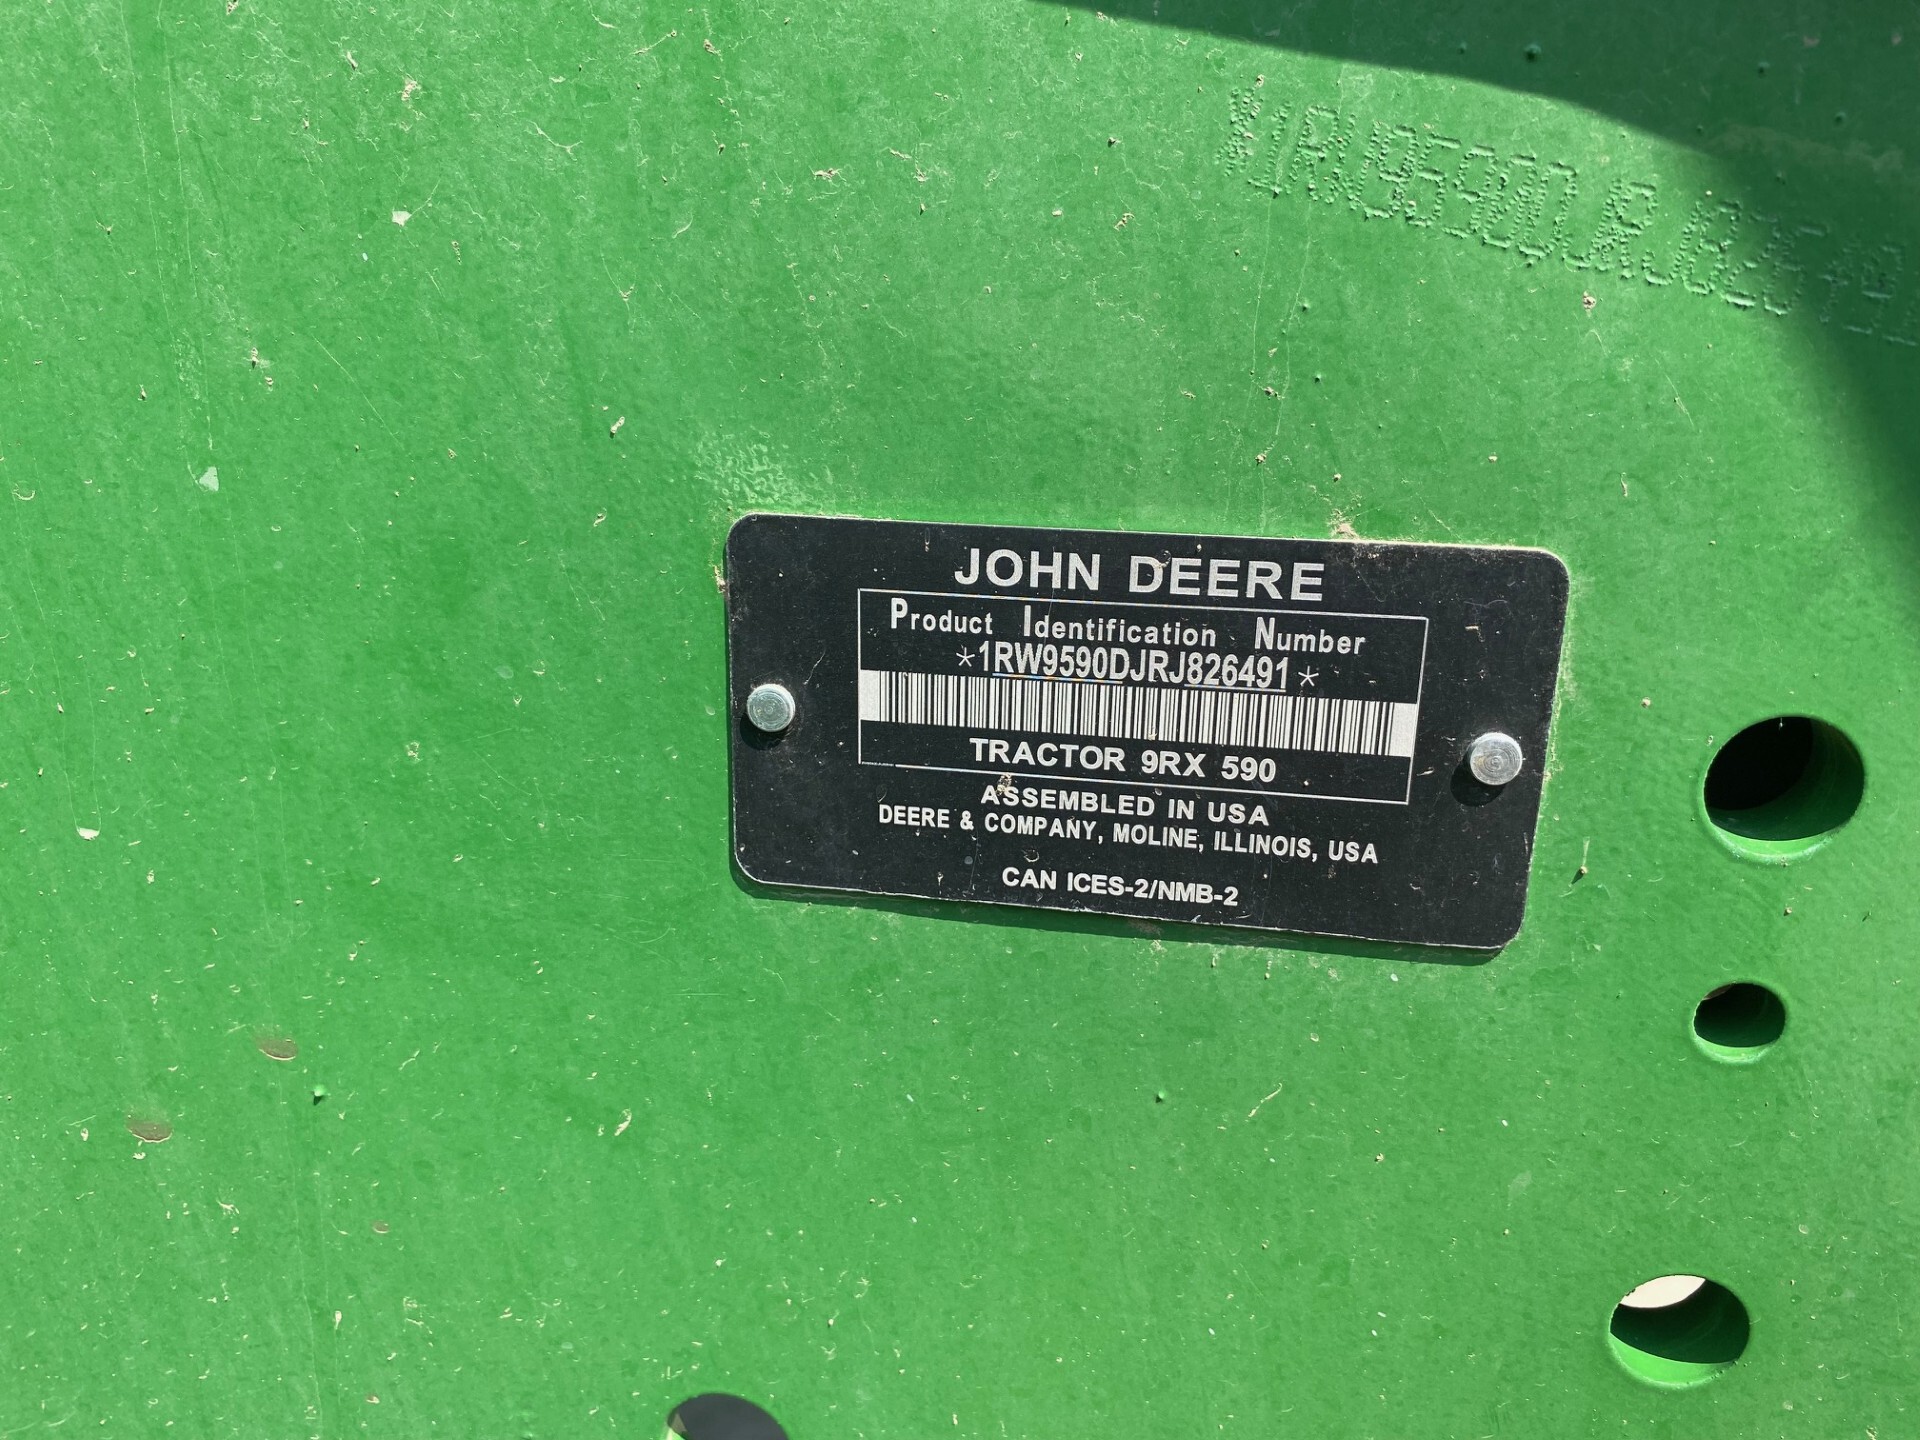 *1RW9590DJRJ826491
JOHN DEERE
Product Identification Number
*1RW9590DJRJ826491*
TRACTOR 9RX 590
ASSEMBLED IN USA
DEERE & COMPANY, MOLINE, ILLINOIS, USA
CAN ICES-2/NMB-2